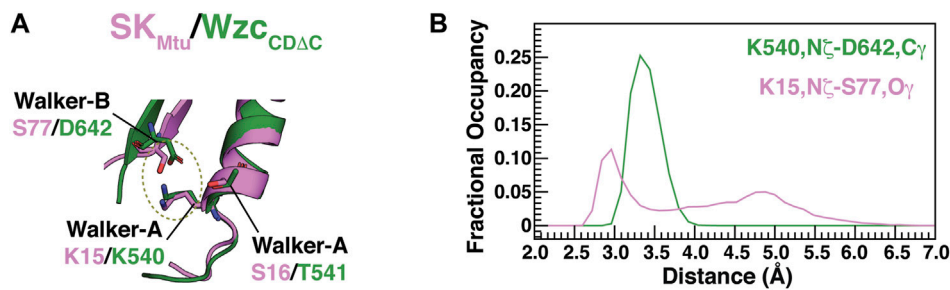 A
SKMtu/WzcCDΔC
Walker-B
S77/D642
Walker-A
K15/K540
Walker-A
S16/T541
B
K540,Nζ-D642,Cγ
K15,Nζ-S77,Oγ
Fractional Occupancy
0.25
0.20
0.15
0.10
0.05
0
2.0 2.5 3.0 3.5 4.0 4.5 5.0 5.5 6.0 6.5 7.0
Distance (Å)